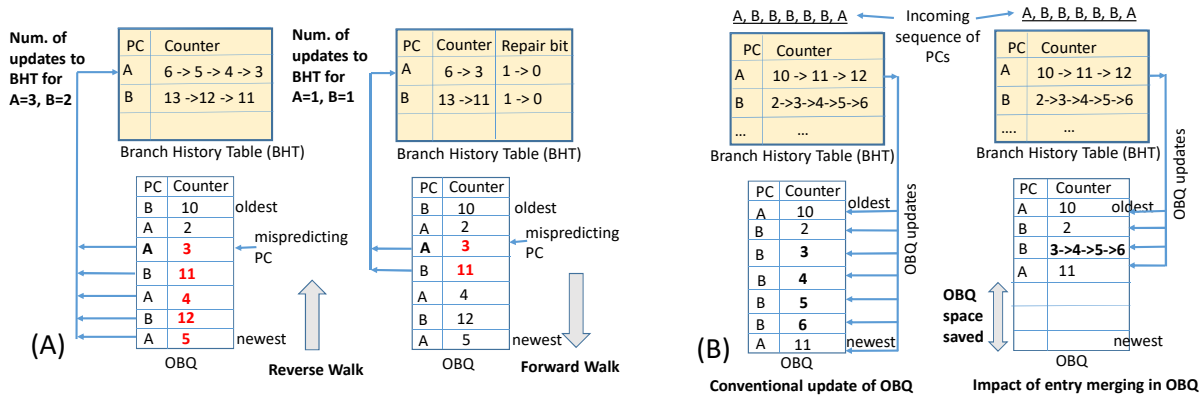 Num. of
updates to
BHT for
A=3, B=2
PC Counter
A 6 -> 5 -> 4 -> 3
B 13 ->12 -> 11
Branch History Table (BHT)
PC Counter
B 10 oldest
A 2
A 3 mispredicting
PC
B 11
A 4
B 12
A 5 newest
OBQ
Reverse Walk
(A)
Num. of
updates to
BHT for
A=1, B=1
PC Counter Repair bit
A 6 -> 3 1 -> 0
B 13 ->11 1 -> 0
Branch History Table (BHT)
PC Counter
B 10 oldest
A 2
A 3 mispredicting
PC
B 11
A 4
B 12
A 5 newest
OBQ
Forward Walk
A, B, B, B, B, B, A
Incoming
sequence of
PCs
A, B, B, B, B, B, A
PC Counter
A 10 -> 11 -> 12
B 2->3->4->5->6
... ...
Branch History Table (BHT)
PC Counter
A 10 oldest
B 2
B 3
B 4
B 5
B 6
A 11 newest
OBQ
OBQ updates
Conventional update of OBQ
(B)
PC Counter
A 10 -> 11 -> 12
B 2->3->4->5->6
.... ...
Branch History Table (BHT)
PC Counter
A 10 oldest
B 2
B 3->4->5->6
A 11
OBQ
space
saved
newest
OBQ
OBQ updates
Impact of entry merging in OBQ